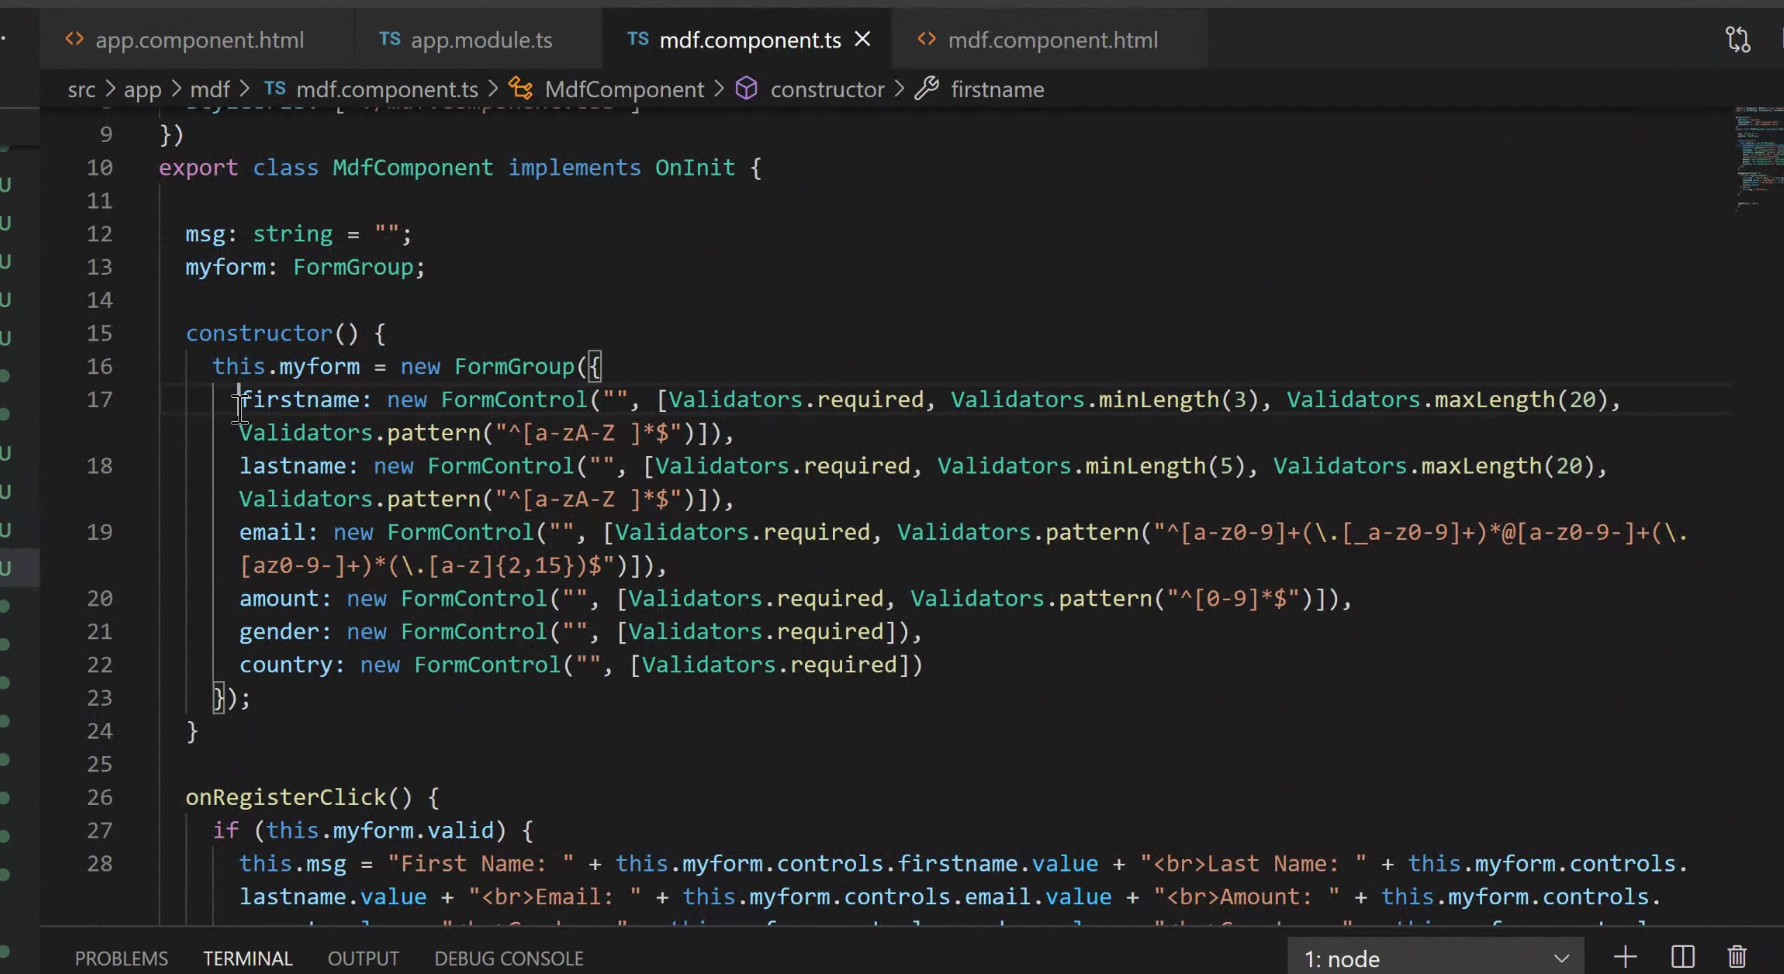 app.component.html TS app.module.ts TS mdf.component.ts mdf.component.html
src > app > mdf > TS mdf.component.ts > MdfComponent > constructor > firstname
9 })
10 export class MdfComponent implements OnInit {
11
12 msg: string = "";
13 myform: FormGroup;
14
15 constructor() {
16 this.myform = new FormGroup({
17 firstname: new FormControl("", [Validators.required, Validators.minLength(3), Validators.maxLength(20),
Validators.pattern("^[a-zA-Z ]*$")]),
18 lastname: new FormControl("", [Validators.required, Validators.minLength(5), Validators.maxLength(20),
Validators.pattern("^[a-zA-Z ]*$")]),
19 email: new FormControl("", [Validators.required, Validators.pattern("^[a-z0-9]+(\.[_a-z0-9]+)*@[a-z0-9-]+(\.
[az0-9-]+)*(\.[a-z]{2,15})$")]),
20 amount: new FormControl("", [Validators.required, Validators.pattern("^[0-9]*$")]),
21 gender: new FormControl("", [Validators.required]),
22 country: new FormControl("", [Validators.required])
23 });
24 }
25
26 onRegisterClick() {
27 if (this.myform.valid) {
28 this.msg = "First Name: " + this.myform.controls.firstname.value + "<br>Last Name: " + this.myform.controls.
lastname.value + "<br>Email: " + this.myform.controls.email.value + "<br>Amount: " + this.myform.controls.
PROBLEMS TERMINAL OUTPUT DEBUG CONSOLE 1: node
U
U
U
U
U
U
U
U
U